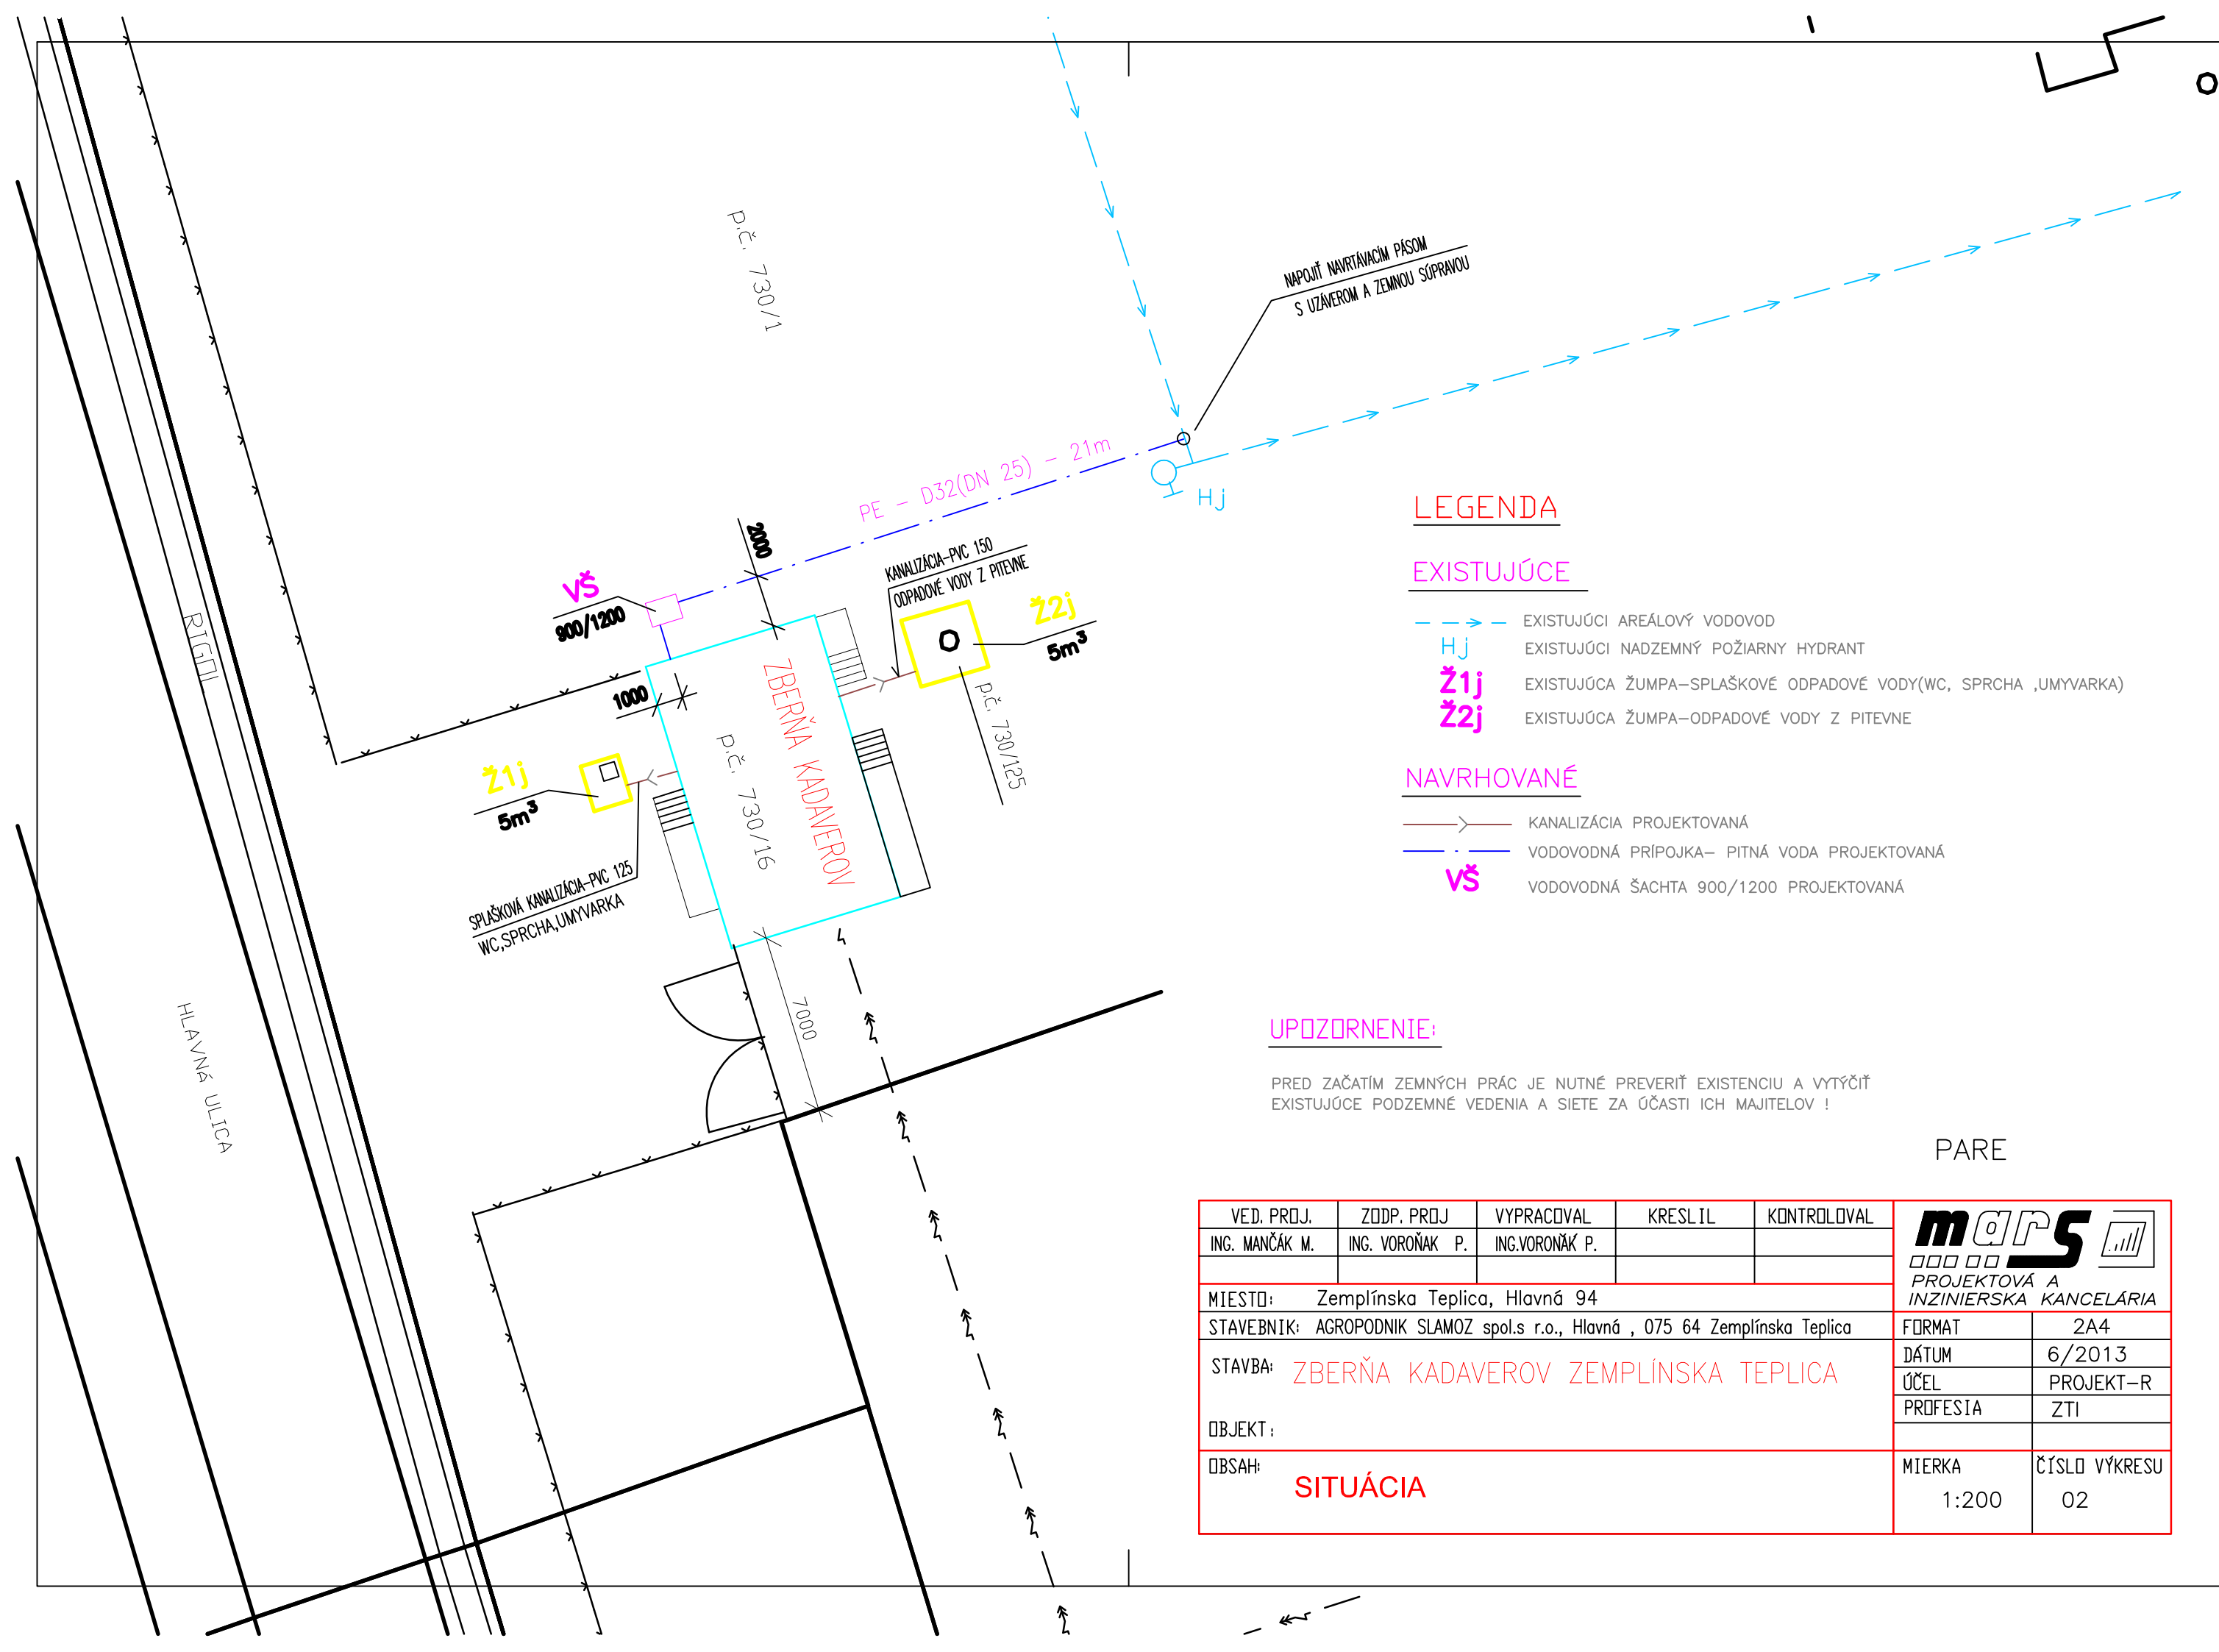 p.č. 730/1
NAPOJIŤ NAVRTÁVACÍM PÁSOM
S UZÁVEROM A ZEMNOU SÚPRAVOU
PE - D32(DN 25) - 21m
Hj
2000
KANALIZÁCIA-PVC 150
ODPADOVÉ VODY Z PITEVNE
VŠ
900/1200
Ž2j
5m³
RIGOL
1000
ZBERŇA KADAVEROV
p.č. 730/16
p.č. 730/125
Ž1j
5m³
SPLAŠKOVÁ KANALIZÁCIA-PVC 125
WC,SPRCHA,UMYVARKA
7000
HLAVNÁ ULICA
LEGENDA
EXISTUJÚCE
EXISTUJÚCI AREÁLOVÝ VODOVOD
Hj EXISTUJÚCI NADZEMNÝ POŽIARNY HYDRANT
Ž1j EXISTUJÚCA ŽUMPA-SPLAŠKOVÉ ODPADOVÉ VODY(WC, SPRCHA ,UMYVARKA)
Ž2j EXISTUJÚCA ŽUMPA-ODPADOVÉ VODY Z PITEVNE
NAVRHOVANÉ
KANALIZÁCIA PROJEKTOVANÁ
VODOVODNÁ PRÍPOJKA- PITNÁ VODA PROJEKTOVANÁ
VŠ VODOVODNÁ ŠACHTA 900/1200 PROJEKTOVANÁ
UPOZORNENIE:
PRED ZAČATÍM ZEMNÝCH PRÁC JE NUTNÉ PREVERIŤ EXISTENCIU A VYTÝČIŤ
EXISTUJÚCE PODZEMNÉ VEDENIA A SIETE ZA ÚČASTI ICH MAJITELOV !
PARE
VED. PROJ. ZODP. PROJ VYPRACOVAL KRESLIL KONTROLOVAL
ING. MANČÁK M. ING. VOROŇAK P. ING.VORONĂK P.
mars
PROJEKTOVÁ A
INZINIERSKA KANCELÁRIA
MIESTO: Zemplínska Teplica, Hlavná 94
STAVEBNIK: AGROPODNIK SLAMOZ spol.s r.o., Hlavná , 075 64 Zemplínska Teplica
FORMAT 2A4
DÁTUM 6/2013
ÚČEL PROJEKT-R
PROFESIA ZTI
STAVBA: ZBERŇA KADAVEROV ZEMPLÍNSKA TEPLICA
OBJEKT:
OBSAH: SITUÁCIA
MIERKA ČÍSLO VÝKRESU
1:200 02